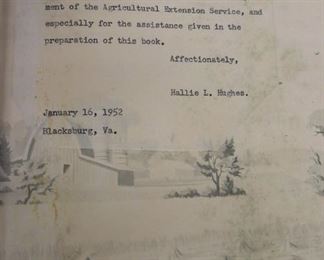 ment of the Agricultural Extension Service, and
especially for the assistance given in the
preparation of this book.
Affectionately,
Hallie L. Hughes.
January 16, 1952
Blacksburg, Va.